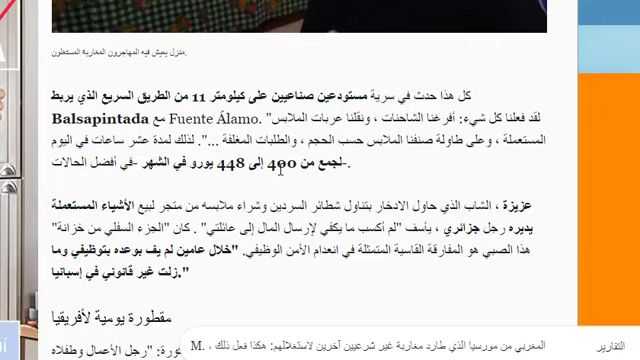 منزل يعيش فيه المهاجرون المغاربة المستغلون.
كل هذا حدث في سرية مستودعين صناعيين على كيلومتر 11 من الطريق السريع الذي يربط
Balsapintada مع Fuente Álamo. "لقد فعلنا كل شيء: أفرغنا الشاحنات ، ونقلنا عربات الملابس
المستعملة ، وعلى طاولة صنفنا الملابس حسب الحجم ، والطلبات المغلفة ...". لذلك لمدة عشر ساعات في اليوم
-لجمع من 400 إلى 448 يورو في الشهر -في أفضل الحالات.
عزيزة ، الشاب الذي حاول الادخار بتناول شطائر السردين وشراء ملابسه من متجر لبيع الأشياء المستعملة
يديره رجل جزائري ، يأسف "لم أكسب ما يكفي لإرسال المال إلى عائلتي" . كان "الجزء السفلي من خزانة"
هذا الصبي هو المفارقة القاسية المتمثلة في انعدام الأمن الوظيفي. "خلال عامين لم يف بوعده بتوظيفي وما
زلت غير قانوني في إسبانيا."
مقطورة يومية لأفريقيا
ورة: "رجل الأعمال وطفلاه
المغربي من مورسيا الذي طارد مغاربة غير شرعيين آخرين لاستغلالهم: هكذا فعل ذلك ، M.
التقارير